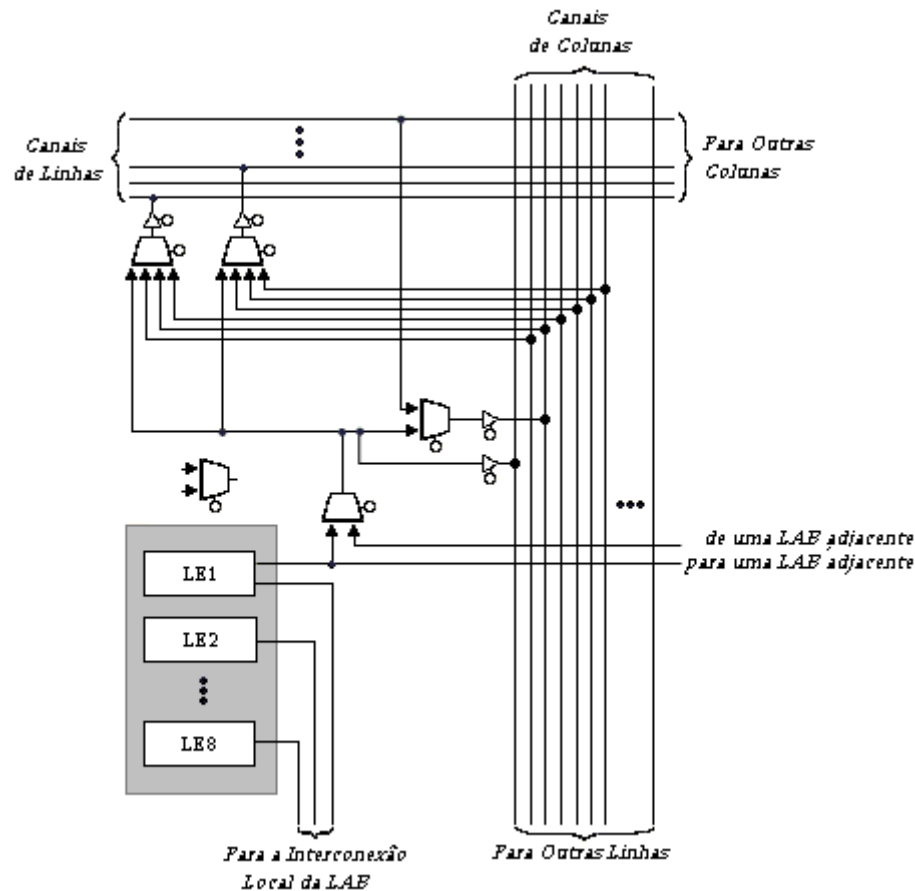 Canais
de Colunas
Canais
de Linhas
Para Outras
Colunas
de uma LAB adjacente
para uma LAB adjacente
LE1
LE2
LE8
Para a Interconexão
Local da LAB
Para Outras Linhas